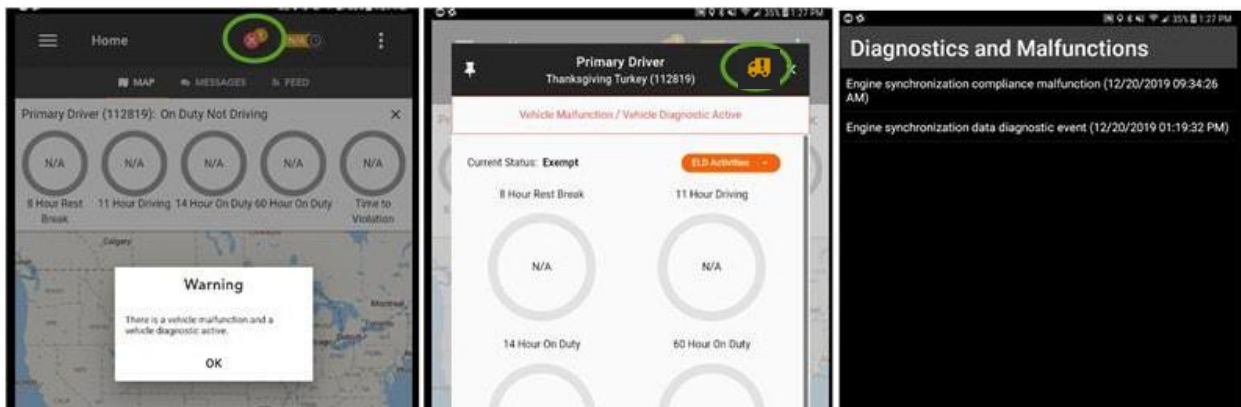 Home
N/A
MAP MESSAGES FEED
Primary Driver (112819): On Duty Not Driving
N/A N/A N/A N/A N/A
8 Hour Rest Break 11 Hour Driving 14 Hour On Duty 60 Hour On Duty Time to Violation
Calgary
Warning
There is a vehicle malfunction and a
vehicle diagnostic active.
OK
Montreal
Toronto
35% 1:27 PM
Primary Driver
Thanksgiving Turkey (112819)
Vehicle Malfunction / Vehicle Diagnostic Active
Current Status: Exempt
ELD Activities
8 Hour Rest Break 11 Hour Driving
N/A N/A
14 Hour On Duty 60 Hour On Duty
35% 1:27 PM
Diagnostics and Malfunctions
Engine synchronization compliance malfunction (12/20/2019 09:34:26
AM)
Engine synchronization data diagnostic event (12/20/2019 01:19:32 PM)